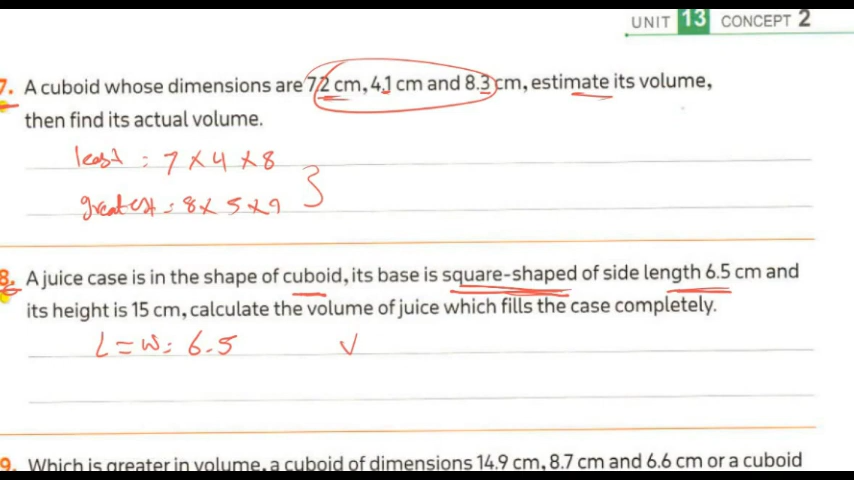 UNIT 13 CONCEPT 2
7. A cuboid whose dimensions are 7.2 cm, 4.1 cm and 8.3 cm, estimate its volume,
then find its actual volume.
least = 7 × 4 × 8
greatest = 8 × 5 × 9
8. A juice case is in the shape of cuboid, its base is square-shaped of side length 6.5 cm and
its height is 15 cm, calculate the volume of juice which fills the case completely.
L = W = 6.5 V
9. Which is greater in volume, a cuboid of dimensions 14.9 cm, 8.7 cm and 6.6 cm or a cuboid